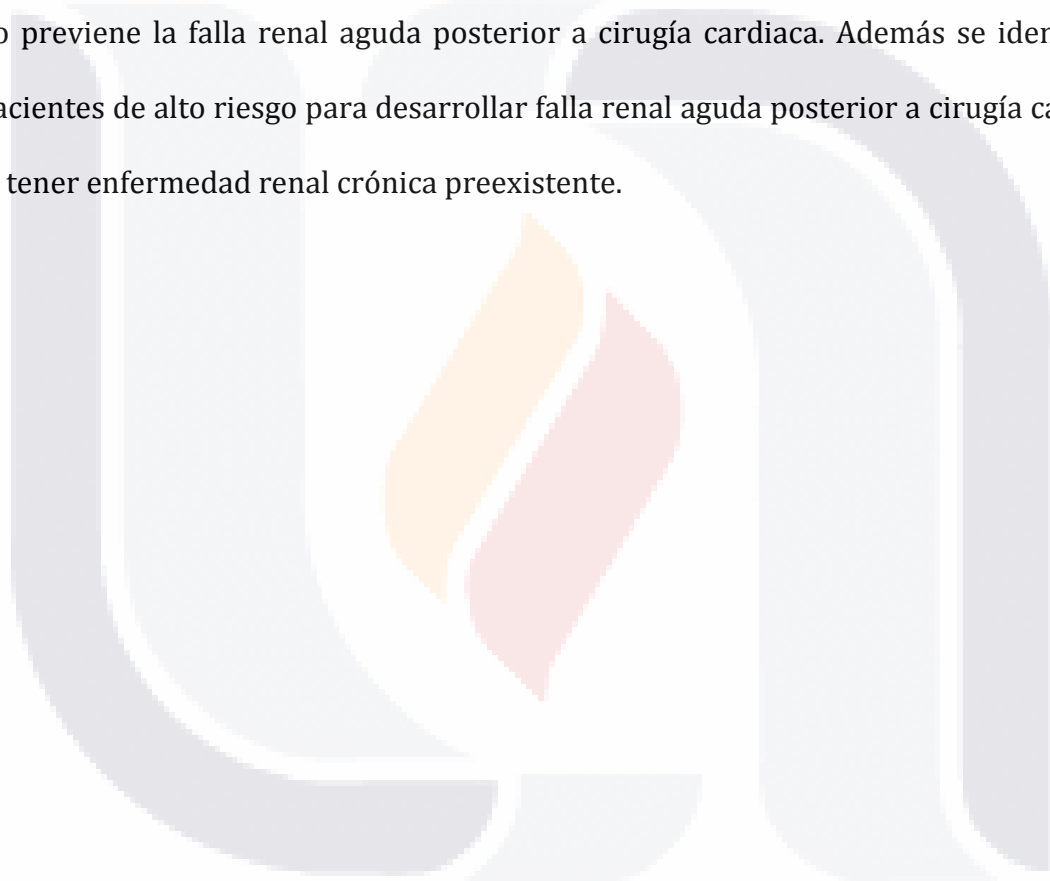 o previene la falla renal aguda posterior a cirugía cardiaca. Además se iden
acientes de alto riesgo para desarrollar falla renal aguda posterior a cirugía ca
tener enfermedad renal crónica preexistente.